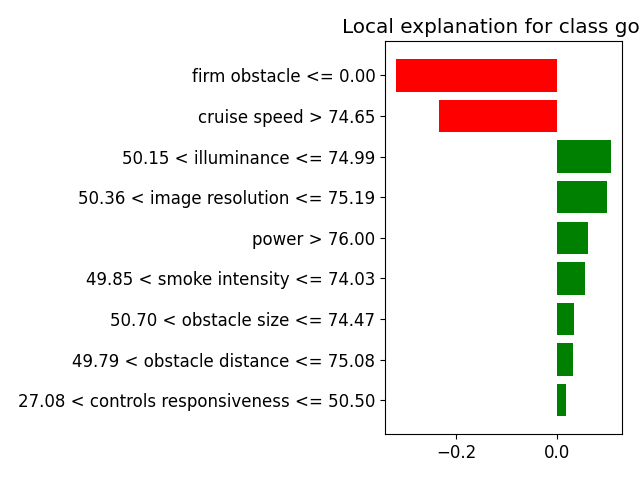 Local explanation for class go
firm obstacle <= 0.00
cruise speed > 74.65
50.15 < illuminance <= 74.99
50.36 < image resolution <= 75.19
power > 76.00
49.85 < smoke intensity <= 74.03
50.70 < obstacle size <= 74.47
49.79 < obstacle distance <= 75.08
27.08 < controls responsiveness <= 50.50
−0.2 0.0